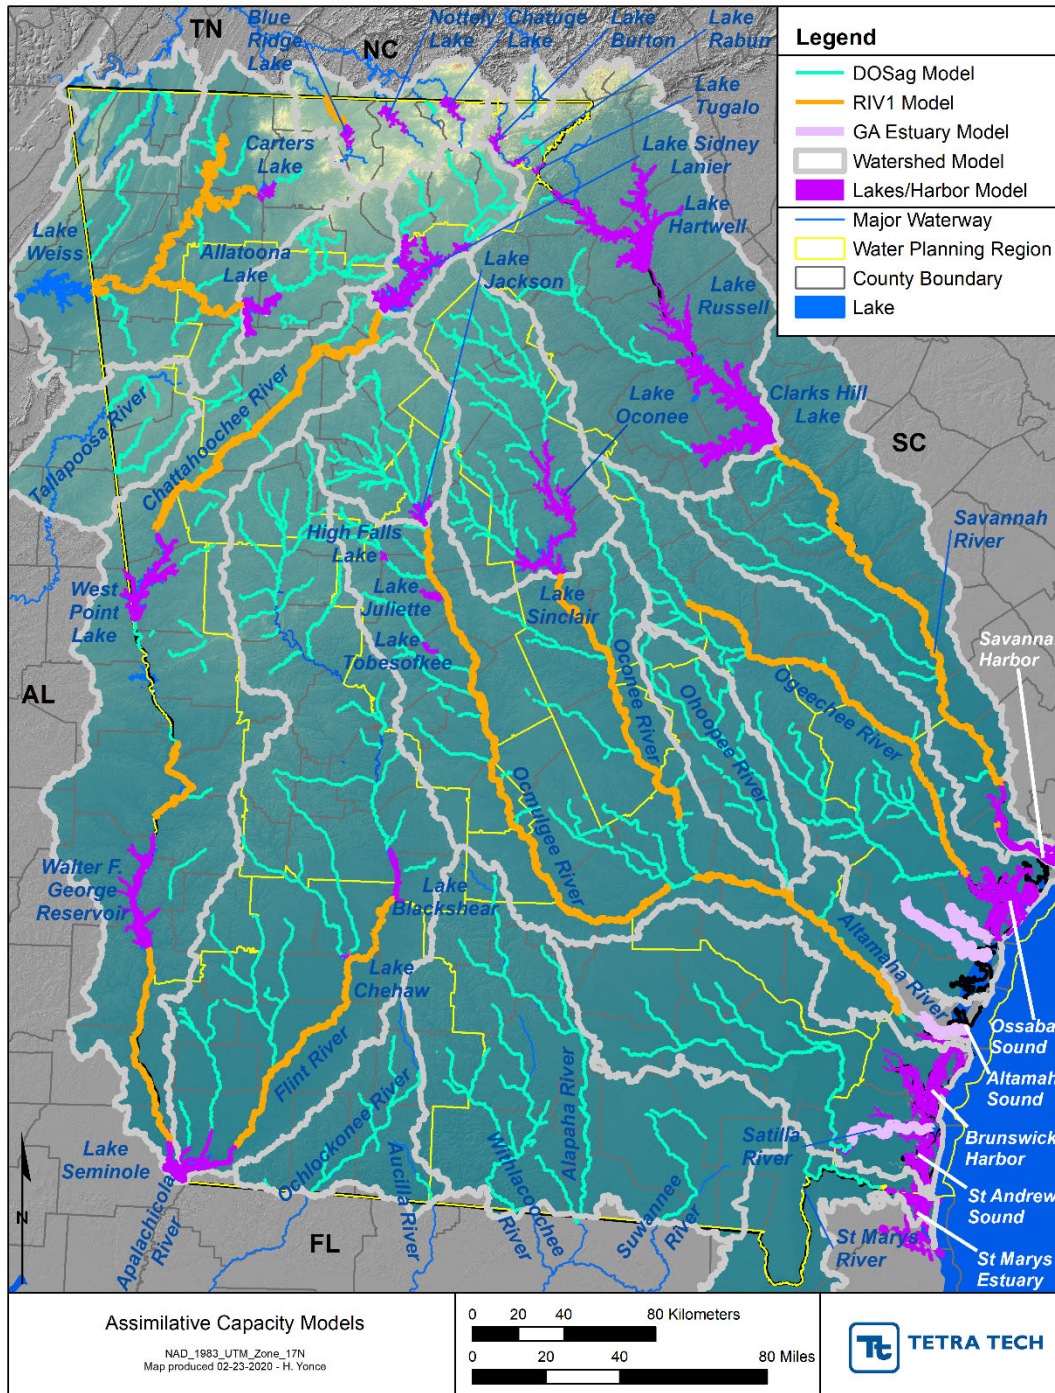 TN
NC
Blue
Ridge
Lake
Nottely
Lake
Chatuge
Lake
Lake
Burton
Lake
Rabun
Lake
Tugalo
Lake Sidney
Lanier
Carters
Lake
Lake
Hartwell
Lake
Weiss
Allatoona
Lake
Lake
Jackson
Lake
Russell
Legend
DOSag Model
RIV1 Model
GA Estuary Model
Watershed Model
Lakes/Harbor Model
Major Waterway
Water Planning Region
County Boundary
Lake
Tallapoosa River
Chattahoochee River
Lake
Oconee
Clarks Hill
Lake
SC
Savannah
River
High Falls
Lake
Lake
Juliette
Lake
Tobesofkee
Lake
Sinclair
West
Point
Lake
AL
Oconee River
Ohoopee River
Ogeechee River
Savanna
Harbor
Ocmulgee River
Walter F.
George
Reservoir
Lake
Blackshear
Lake
Chehaw
Altamaha River
Ossaba
Sound
Altamah
Sound
Brunswick
Harbor
St Andrew
Sound
St Marys
Estuary
Flint River
Lake
Seminole
Apalachicola
River
Ochlockonee River
Aucilla River
Withlacoochee
River
Alapaha River
Suwannee
River
Satilla
River
St Marys
River
FL
N
Assimilative Capacity Models
NAD_1983_UTM_Zone_17N
Map produced 02-23-2020 - H. Yonce
0 20 40 80 Kilometers
0 20 40 80 Miles
Tt
TETRA TECH